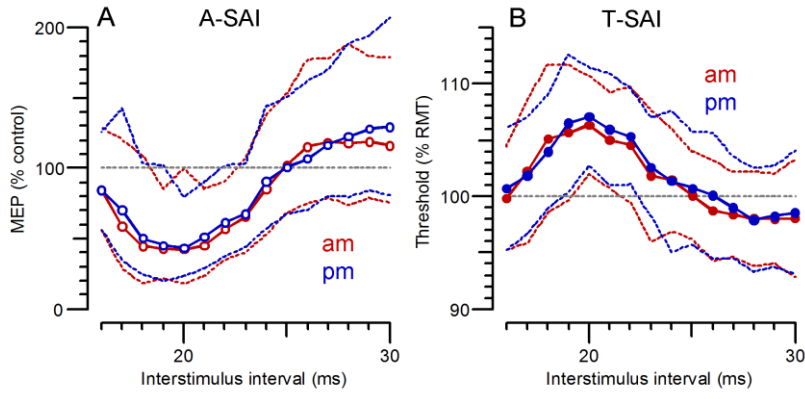 A A-SAI
200
100
0
MEP (% control)
am
pm
20 30
Interstimulus interval (ms)
B T-SAI
110
100
90
Threshold (% RMT)
am
pm
20 30
Interstimulus interval (ms)